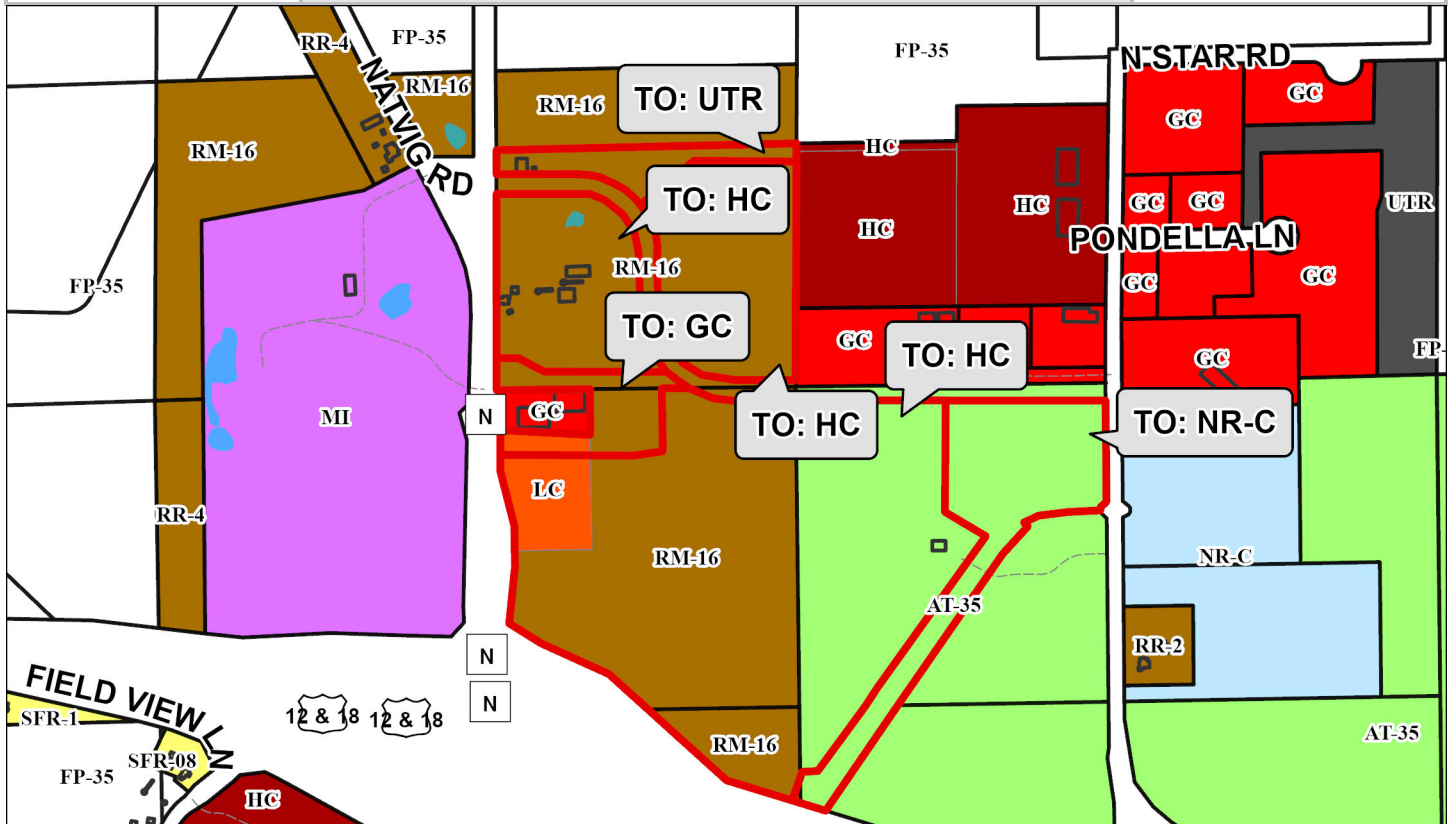 RR-4
FP-35
NATVIG RD
RM-16
RM-16
TO: UTR
FP-35
N STAR RD
GC
GC
RM-16
HC
TO: HC
HC
HC
GC
GC
UTR
PONDELLA LN
FP-35
RM-16
GC
GC
TO: GC
GC
TO: HC
GC
FP-
N
GC
TO: HC
TO: NR-C
MI
LC
RR-4
RM-16
NR-C
AT-35
RR-2
N
N
FIELD VIEW LN
SFR-1
12 & 18
12 & 18
SFR-08
FP-35
RM-16
AT-35
HC